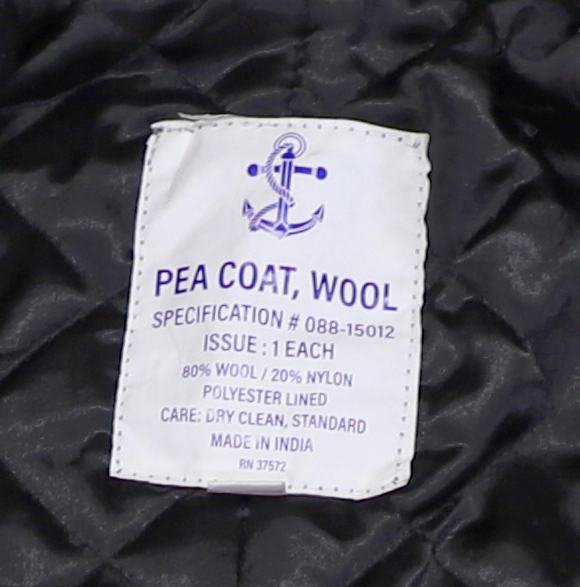 PEA COAT, WOOL
SPECIFICATION # 088-15012
ISSUE : 1 EACH
80% WOOL / 20% NYLON
POLYESTER LINED
CARE: DRY CLEAN, STANDARD
MADE IN INDIA
RN 37572